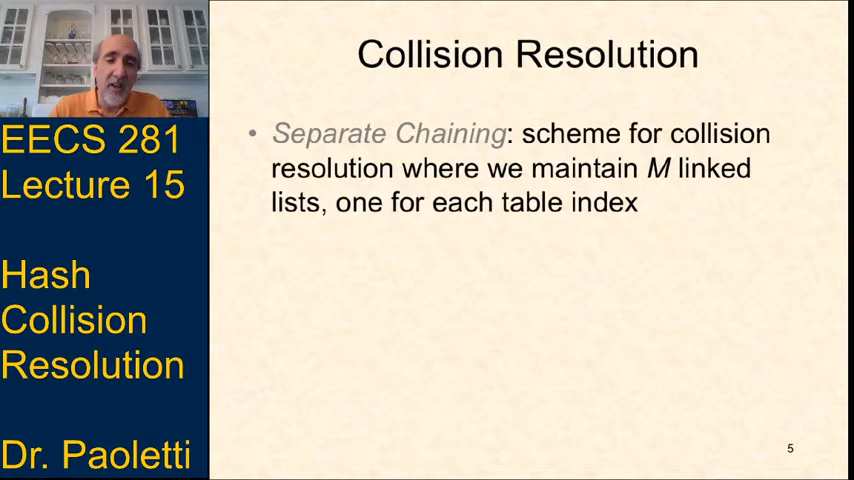 Collision Resolution
EECS 281
Lecture 15
Hash
Collision
Resolution
Dr. Paoletti
• Separate Chaining: scheme for collision
resolution where we maintain M linked
lists, one for each table index
5